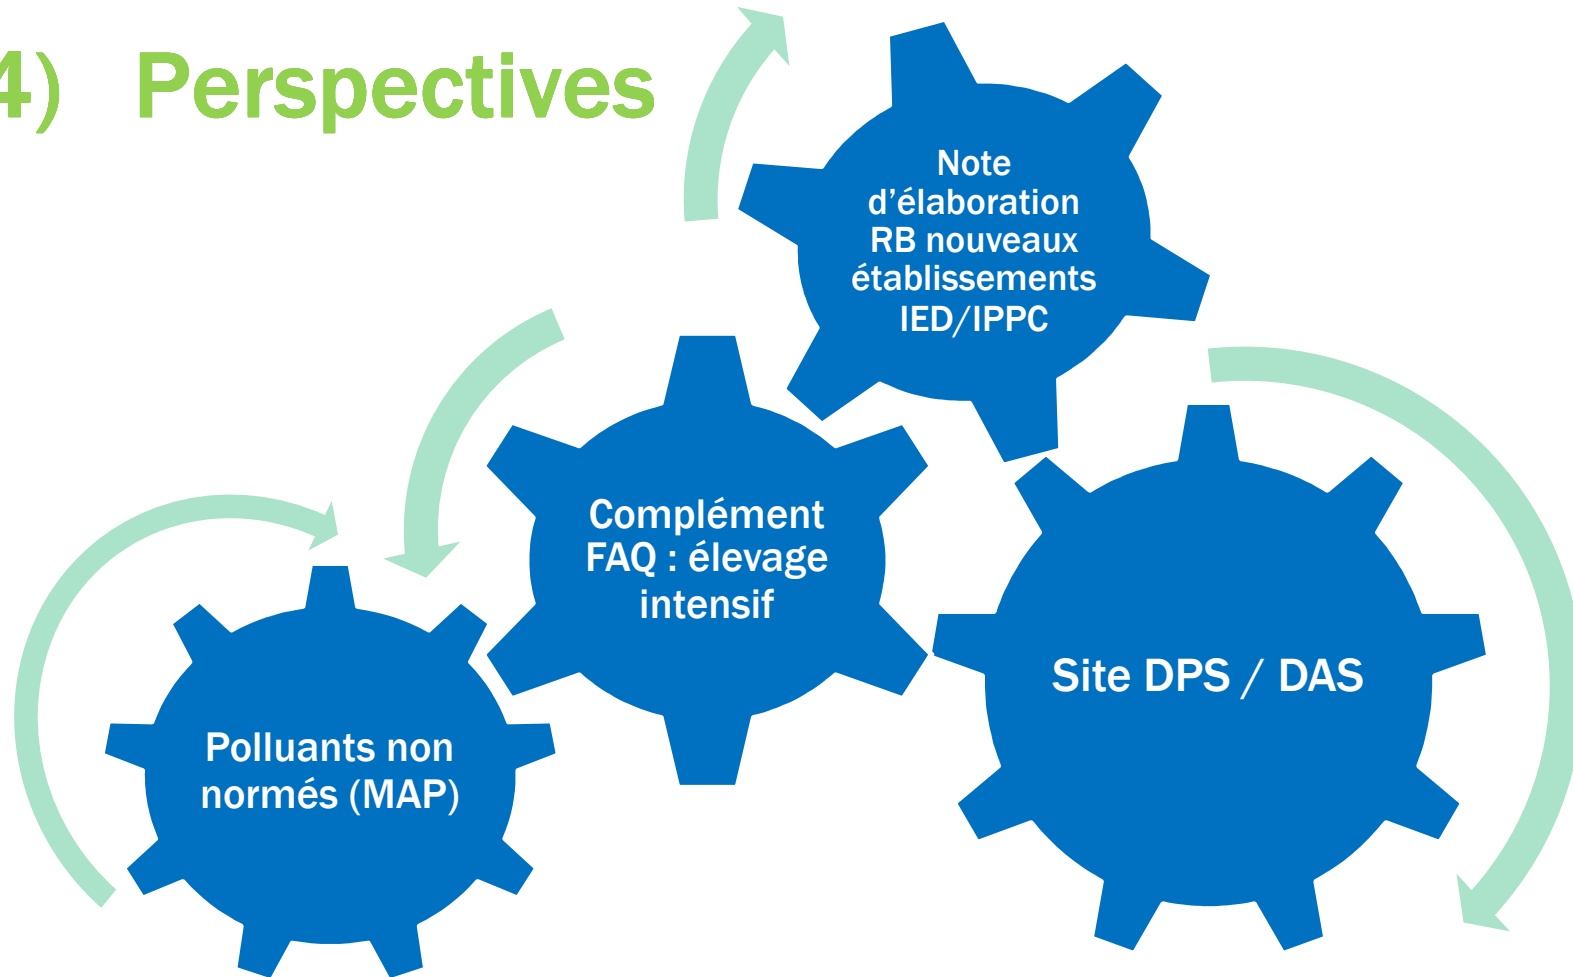 4) Perspectives
Note
d'élaboration
RB nouveaux
établissements
IED/IPPC
Complément
FAQ : élevage
intensif
Site DPS / DAS
Polluants non
normés (MAP)